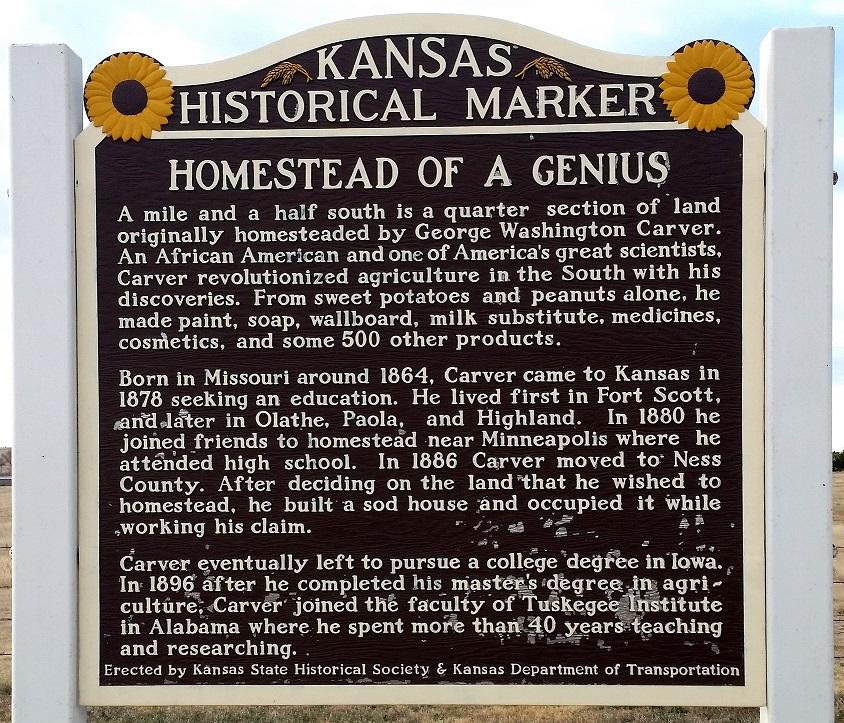 KANSAS
HISTORICAL MARKER
HOMESTEAD OF A GENIUS
A mile and a half south is a quarter section of land
originally homesteaded by George Washington Carver.
An African American and one of America's great scientists,
Carver revolutionized agriculture in the South with his
discoveries. From sweet potatoes and peanuts alone, he
made paint, soap, wallboard, milk substitute, medicines,
cosmetics, and some 500 other products.
Born in Missouri around 1864, Carver came to Kansas in
1878 seeking an education. He lived first in Fort Scott,
and later in Olathe, Paola, and Highland. In 1880 he
joined friends to homestead near Minneapolis where he
attended high school. In 1886 Carver moved to Ness
County. After deciding on the land that he wished to
homestead, he built a sod house and occupied it while
working his claim.
Carver eventually left to pursue a college degree in Iowa.
In 1896 after he completed his master's degree in agri-
culture, Carver joined the faculty of Tuskegee Institute
in Alabama where he spent more than 40 years teaching
and researching.
Erected by Kansas State Historical Society & Kansas Department of Transportation